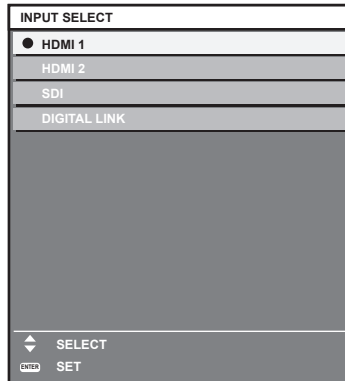 INPUT SELECT
HDMI 1
HDMI 2
SDI
DIGITAL LINK
SELECT
ENTER SET